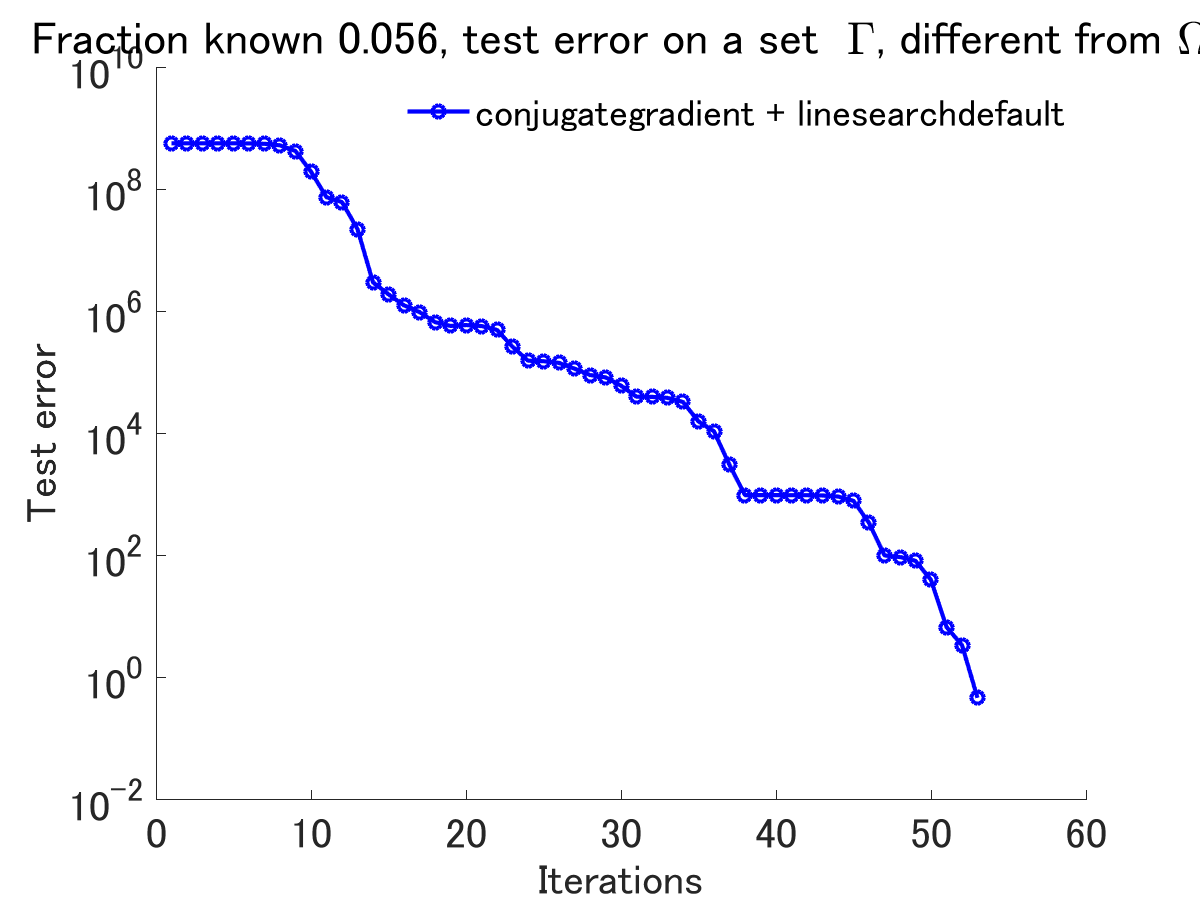 Fraction known 0.056, test error on a set Γ, different from Ω
10^10
conjugategradient + linesearchdefault
10^8
10^6
10^4
10^2
10^0
10^−2
Test error
0 10 20 30 40 50 60
Iterations